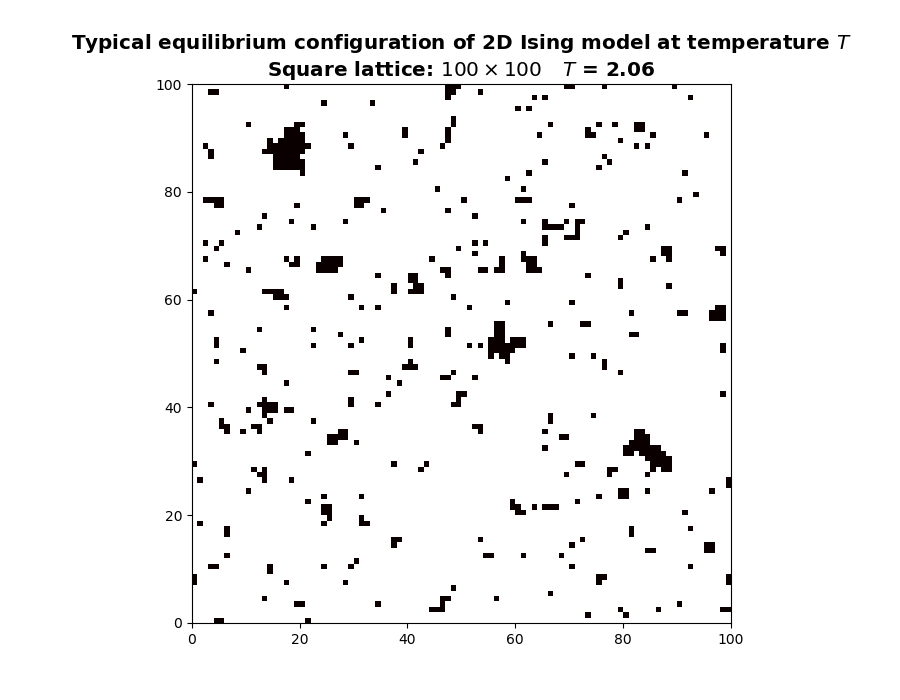 Typical equilibrium configuration of 2D Ising model at temperature T
Square lattice: 100 × 100 T = 2.06
100
80
60
40
20
0
0 20 40 60 80 100